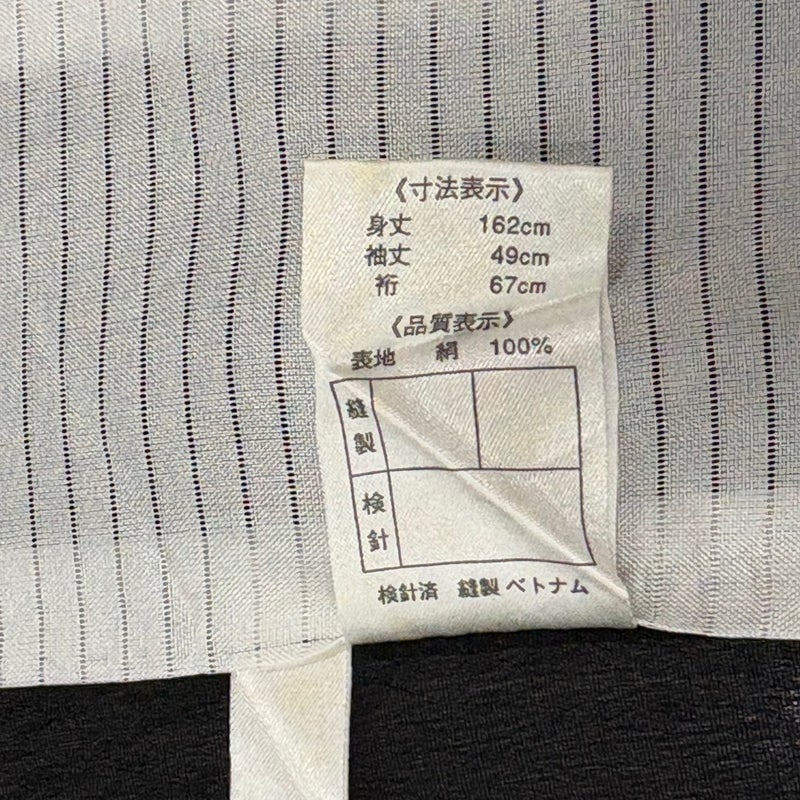 《寸法表示》
身丈 162cm
袖丈 49cm
裄 67cm
《品質表示》
表地 絹 100%
縫製
検針
検針済 縫製 ベトナム